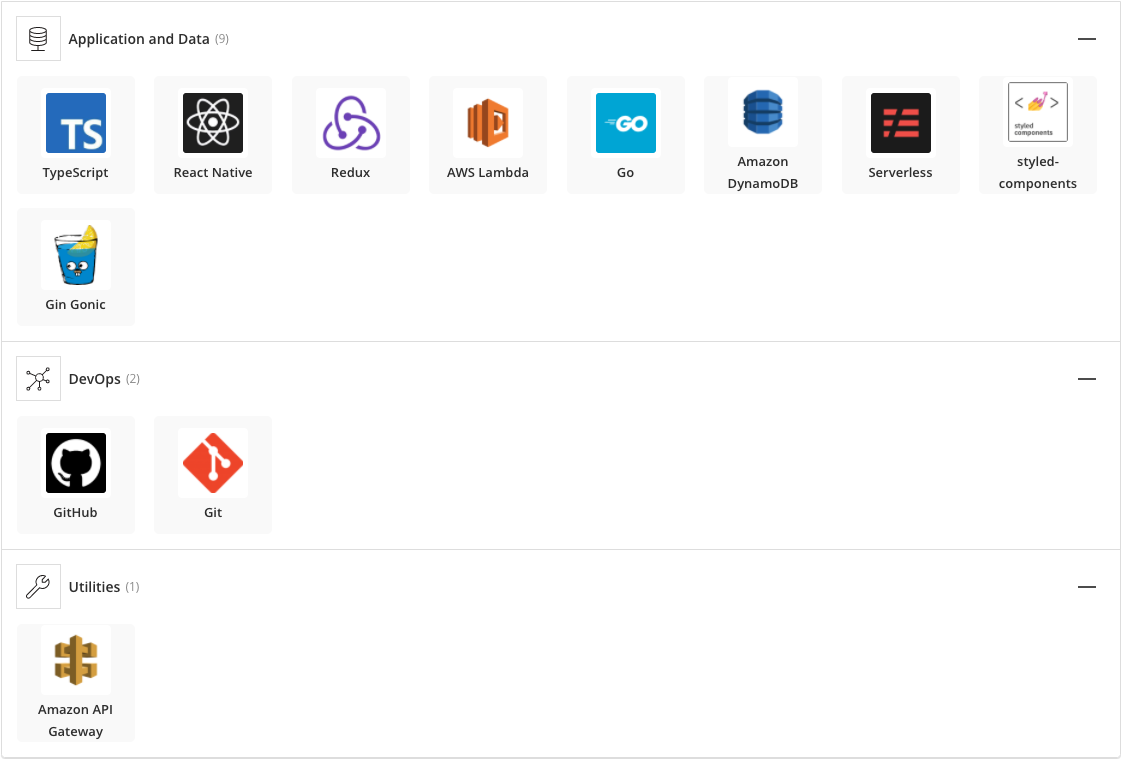 Application and Data (9)
TS
GO
< >
styled
components
TypeScript
React Native
Redux
AWS Lambda
Go
Amazon
DynamoDB
Serverless
styled-
components
Gin Gonic
DevOps (2)
GitHub
Git
Utilities (1)
Amazon API
Gateway